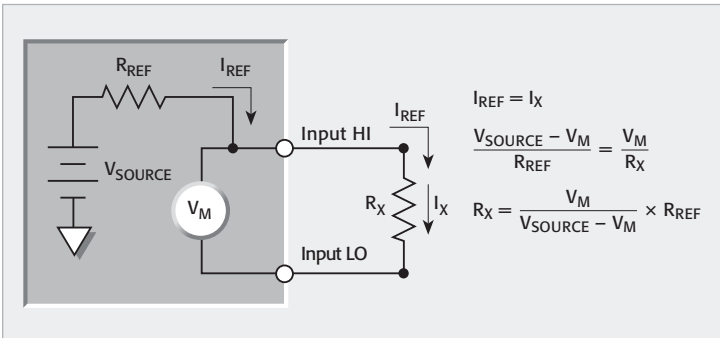 R_REF
I_REF
V_SOURCE
V_M
Input HI
Input LO
I_REF
R_X
I_X
I_REF = I_X
V_SOURCE – V_M / R_REF = V_M / R_X
R_X = V_M / V_SOURCE – V_M × R_REF